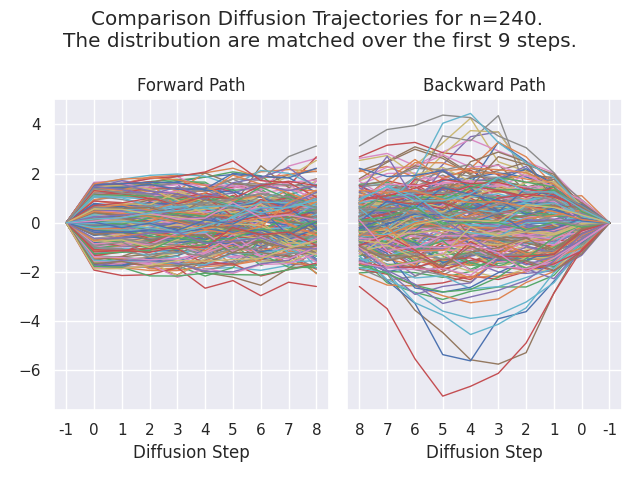 Comparison Diffusion Trajectories for n=240.
The distribution are matched over the first 9 steps.
Forward Path
Backward Path
4
2
0
−2
−4
−6
-1 0 1 2 3 4 5 6 7 8
8 7 6 5 4 3 2 1 0 -1
Diffusion Step
Diffusion Step